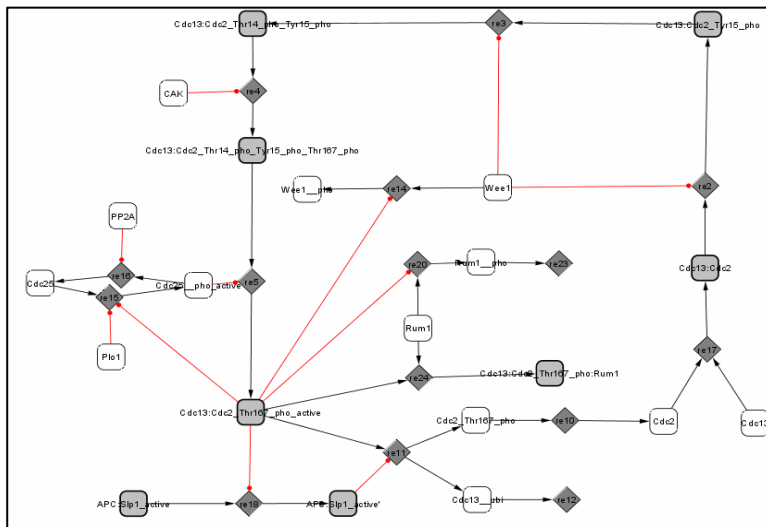 Cdc13:Cdc2_Thr14_pho_Tyr15_pho
re3
Cdc13:Cdc2_Tyr15_pho
CAK
re4
Cdc13:Cdc2_Thr14_pho_Tyr15_pho_Thr167_pho
Wee1__pho
re14
Wee1
re2
PP2A
re16
Cdc25
Cdc25__pho_active
re5
re15
re20
Rum1__pho
re23
Cdc13:Cdc2
Plo1
Rum1
re17
re24
Cdc13:Cdc2_Thr167_pho:Rum1
Cdc13:Cdc2_Thr167_pho_active
Cdc2_Thr167_pho
re10
Cdc2
Cdc13
re11
APC:Slp1_active
re18
APC:Slp1_active'
Cdc13__ubi
re12